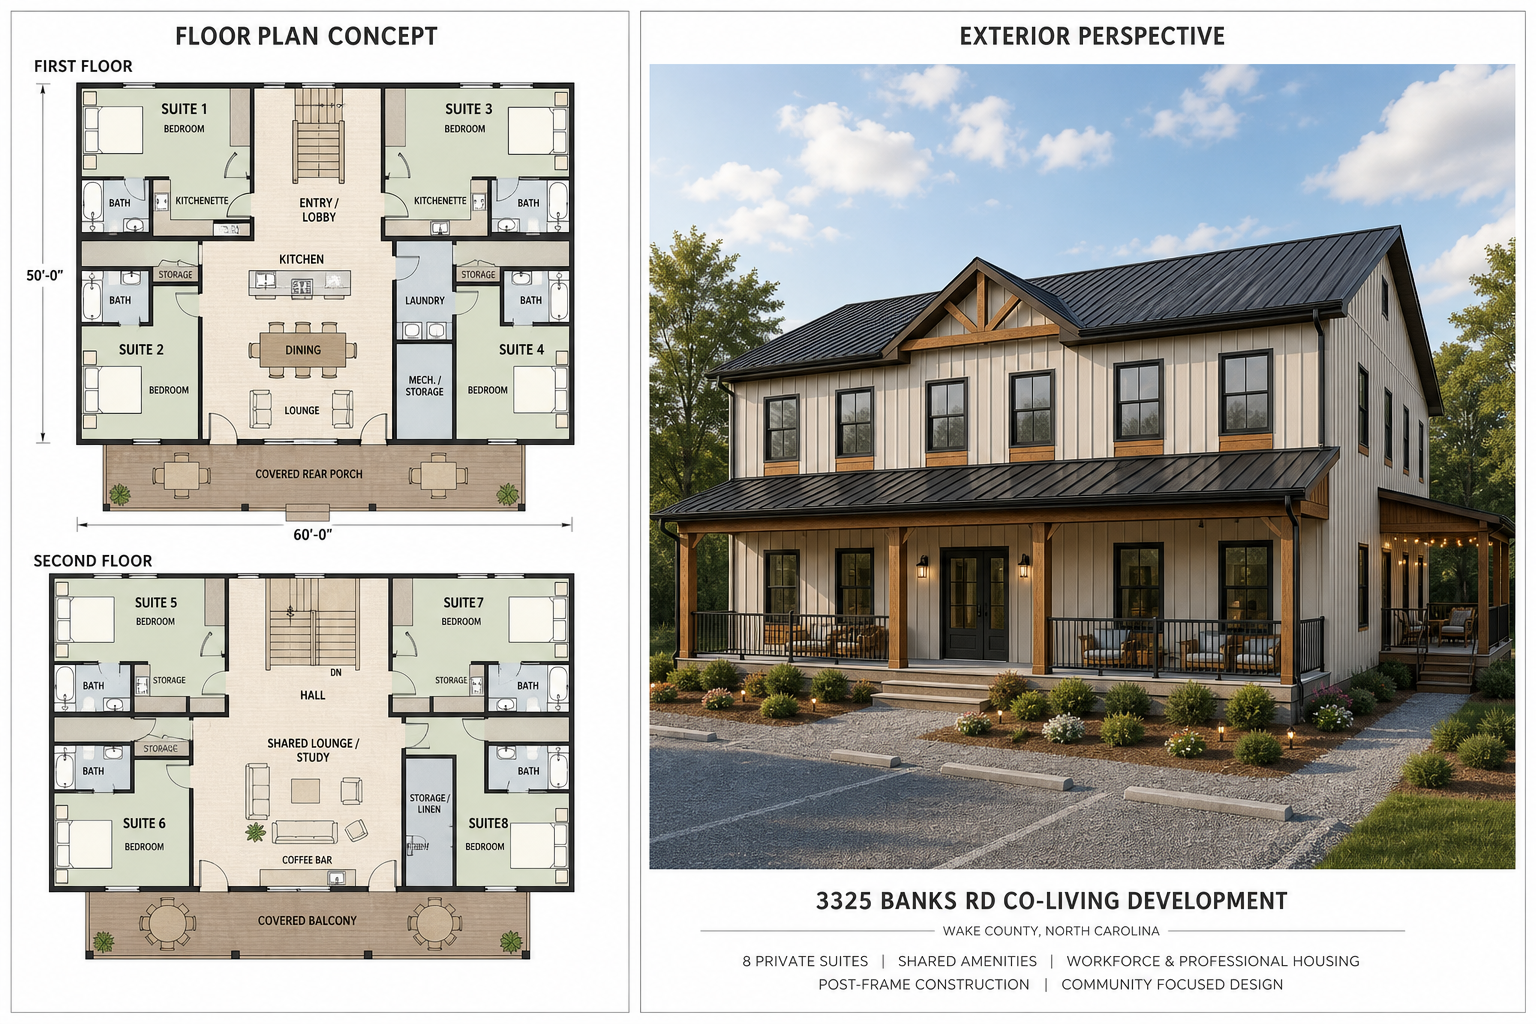 FLOOR PLAN CONCEPT
FIRST FLOOR
SUITE 1
BEDROOM
SUITE 3
BEDROOM
BATH
KITCHENETTE
ENTRY /
LOBBY
KITCHENETTE
BATH
KITCHEN
STORAGE
STORAGE
50'-0"
BATH
LAUNDRY
BATH
SUITE 2
BEDROOM
DINING
MECH. /
STORAGE
SUITE 4
BEDROOM
LOUNGE
COVERED REAR PORCH
60'-0"
SECOND FLOOR
SUITE 5
BEDROOM
SUITE7
BEDROOM
DN
BATH
STORAGE
HALL
STORAGE
BATH
STORAGE
SHARED LOUNGE /
STUDY
BATH
BATH
STORAGE /
LINEN
SUITE 6
BEDROOM
SUITE8
BEDROOM
COFFEE BAR
COVERED BALCONY
EXTERIOR PERSPECTIVE
3325 BANKS RD CO-LIVING DEVELOPMENT
WAKE COUNTY, NORTH CAROLINA
8 PRIVATE SUITES | SHARED AMENITIES | WORKFORCE & PROFESSIONAL HOUSING
POST-FRAME CONSTRUCTION | COMMUNITY FOCUSED DESIGN